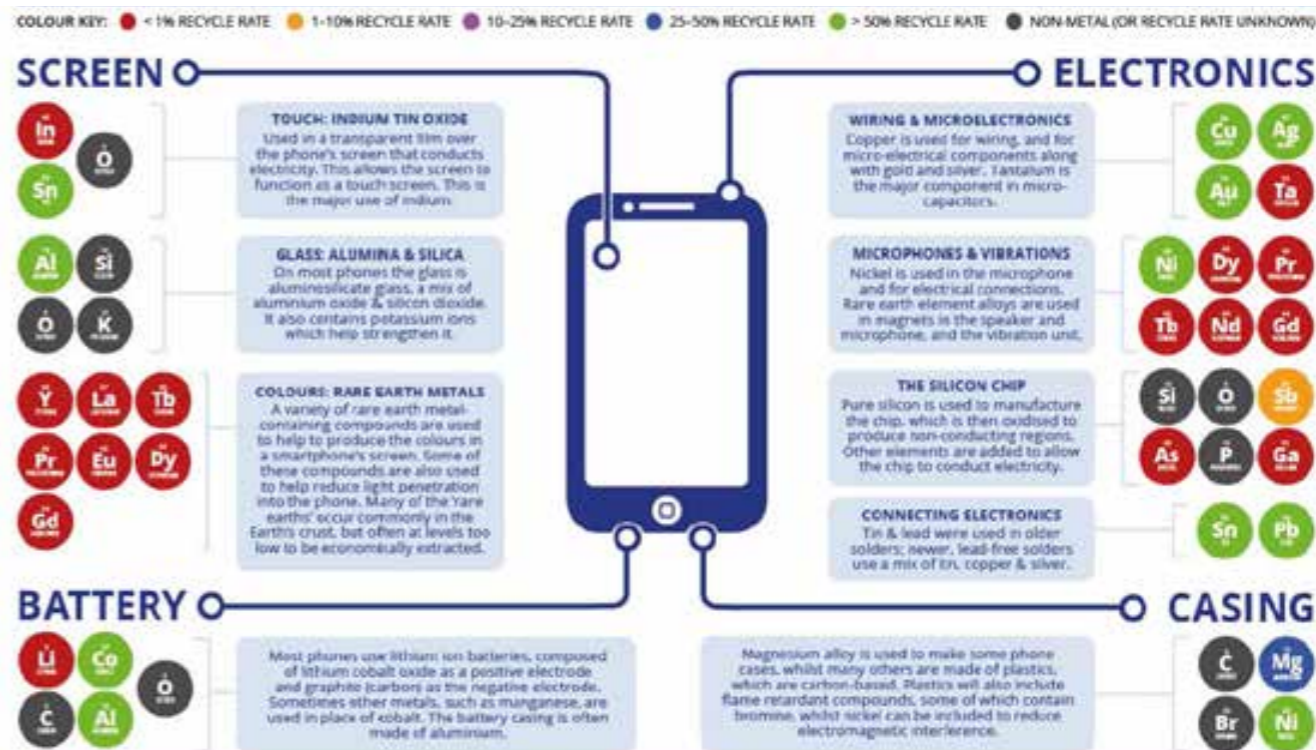 COLOUR KEY: < 1% RECYCLE RATE 1-10% RECYCLE RATE 10-25% RECYCLE RATE 25-50% RECYCLE RATE > 50% RECYCLE RATE NON-METAL (OR RECYCLE RATE UNKNOWN)
SCREEN
In
O
Sn
TOUCH: INDIUM TIN OXIDE
Used in a transparent film over
the phone's screen that conducts
electricity. This allows the screen to
function as a touch screen. This is
the major use of indium.
Al Si
O K
GLASS: ALUMINA & SILICA
On most phones the glass is
aluminosilicate glass, a mix of
aluminium oxide & silicon dioxide.
It also contains potassium ions
which help strengthen it.
Y La Tb
Pr Eu Dy
Gd
COLOURS: RARE EARTH METALS
A variety of rare earth metal-
containing compounds are used
to help to produce the colours in
a smartphone's screen. Some of
these compounds are also used
to help reduce light penetration
into the phone. Many of the 'rare
earths' occur commonly in the
Earth's crust, but often at levels too
low to be economically extracted.
ELECTRONICS
WIRING & MICROELECTRONICS
Copper is used for wiring, and for
micro-electrical components along
with gold and silver. Tantalum is
the major component in micro-
capacitors.
Cu Ag
Au Ta
MICROPHONES & VIBRATIONS
Nickel is used in the microphone
and for electrical connections.
Rare earth element alloys are used
in magnets in the speaker and
microphone, and the vibration unit.
Ni Dy Pr
Tb Nd Gd
THE SILICON CHIP
Pure silicon is used to manufacture
the chip, which is then oxidised to
produce non-conducting regions.
Other elements are added to allow
the chip to conduct electricity.
Si O Sb
As P Ga
CONNECTING ELECTRONICS
Tin & lead were used in older
solders; newer, lead-free solders
use a mix of tin, copper & silver.
Sn Pb
BATTERY
Li Co
O
C Al
Most phones use lithium ion batteries, composed
of lithium cobalt oxide as a positive electrode
and graphite (carbon) as the negative electrode.
Sometimes other metals, such as manganese, are
used in place of cobalt. The battery casing is often
made of aluminium.
CASING
Magnesium alloy is used to make some phone
cases, whilst many others are made of plastics,
which are carbon-based. Plastics will also include
flame retardant compounds, some of which contain
bromine, whilst nickel can be included to reduce
electromagnetic interference.
C Mg
Br Ni